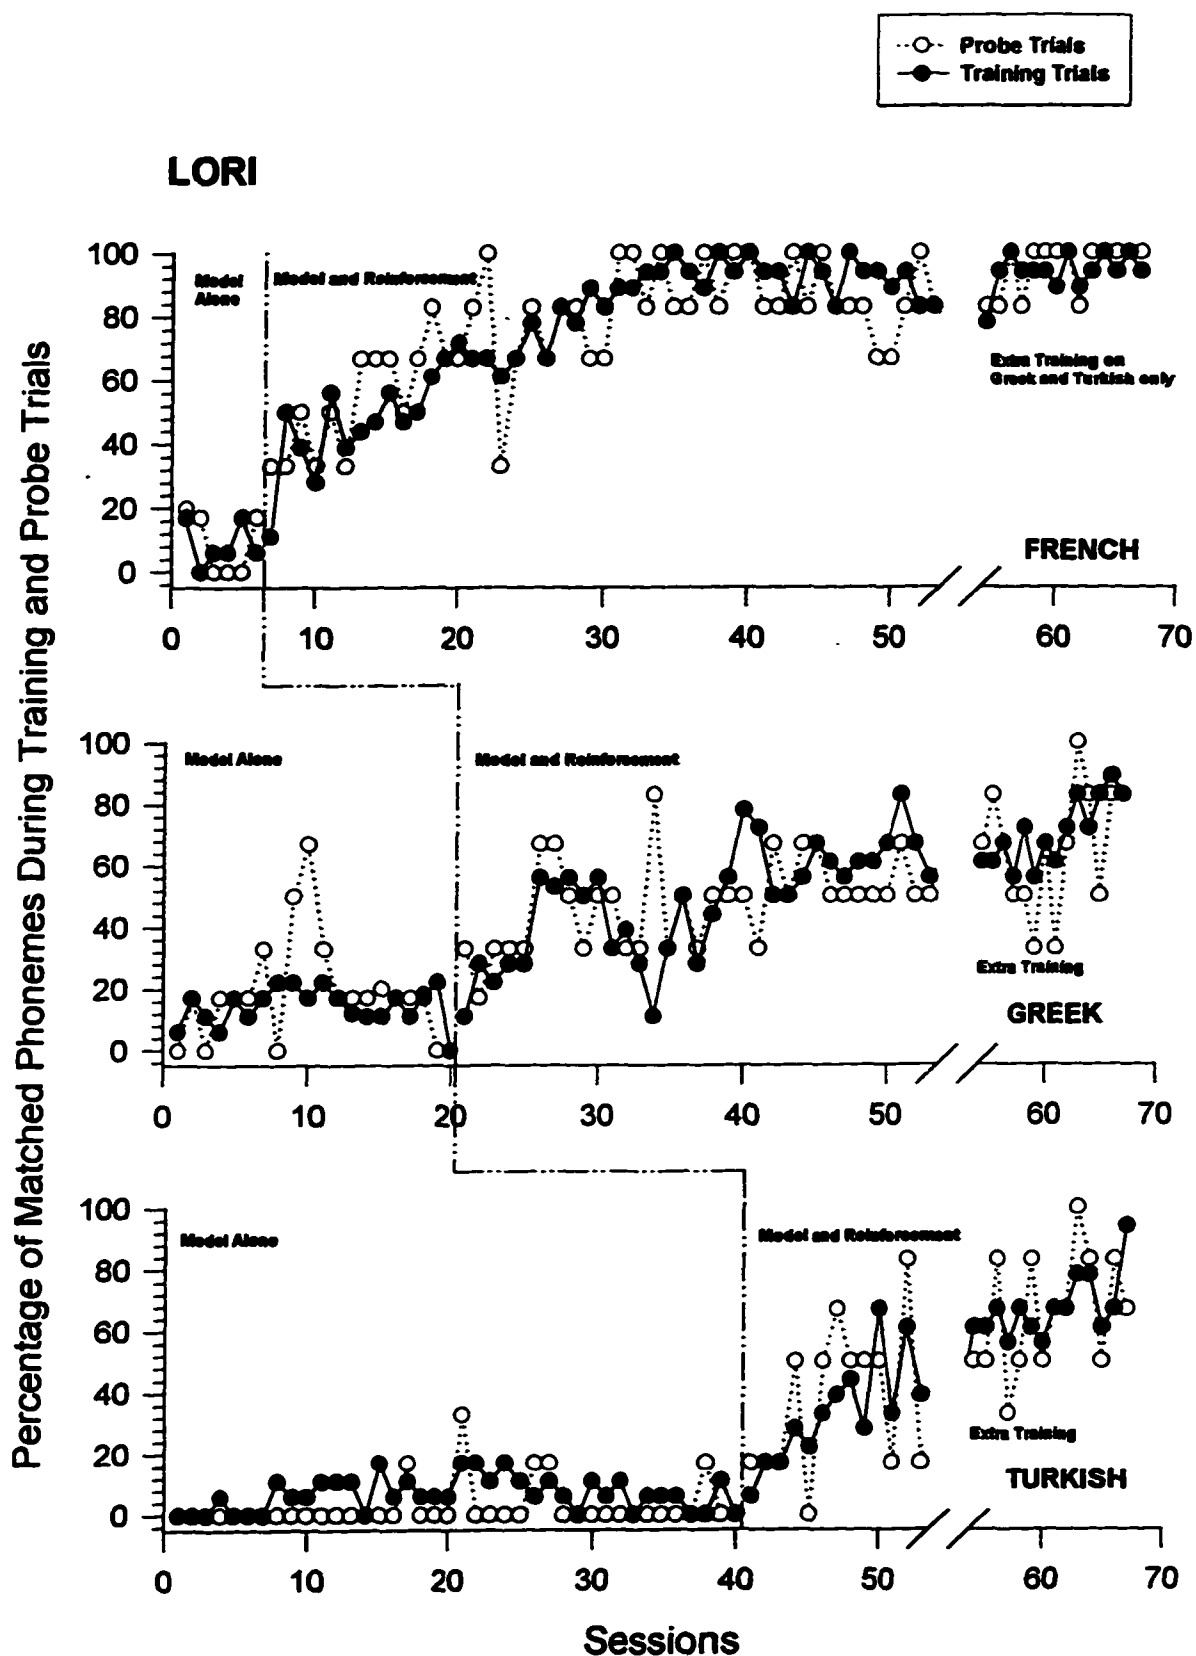 Probe Trials
Training Trials
LORI
Percentage of Matched Phonemes During Training and Probe Trials
100
80
60
40
20
0
Model
Alone
Model and Reinforcement
Extra Training on
Greek and Turkish only
FRENCH
0 10 20 30 40 50 60 70
100
80
60
40
20
0
Model Alone
Model and Reinforcement
Extra Training
GREEK
0 10 20 30 40 50 60 70
100
80
60
40
20
0
Model Alone
Model and Reinforcement
Extra Training
TURKISH
0 10 20 30 40 50 60 70
Sessions